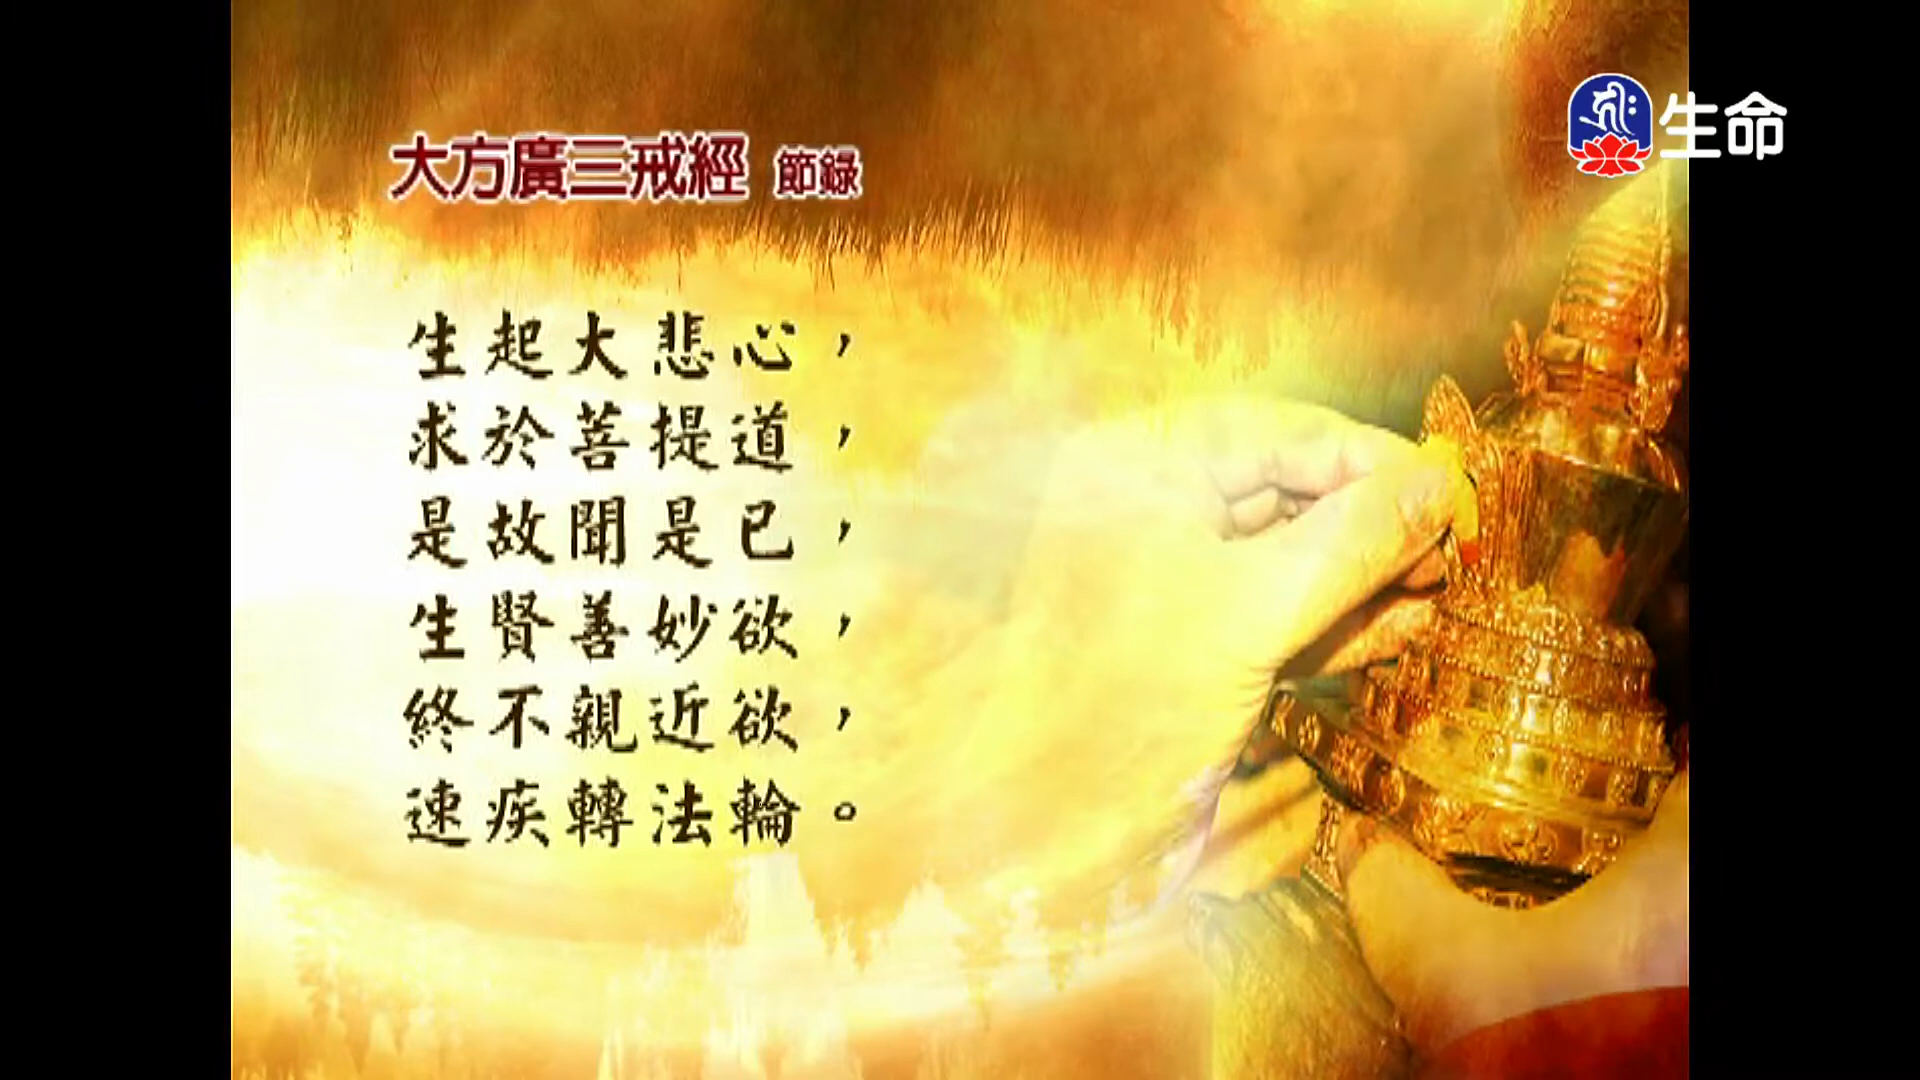 大方廣三戒經 節錄
生命
生起大悲心，
求於菩提道，
是故聞是已，
生賢善妙欲，
終不親近欲，
速疾轉法輪。